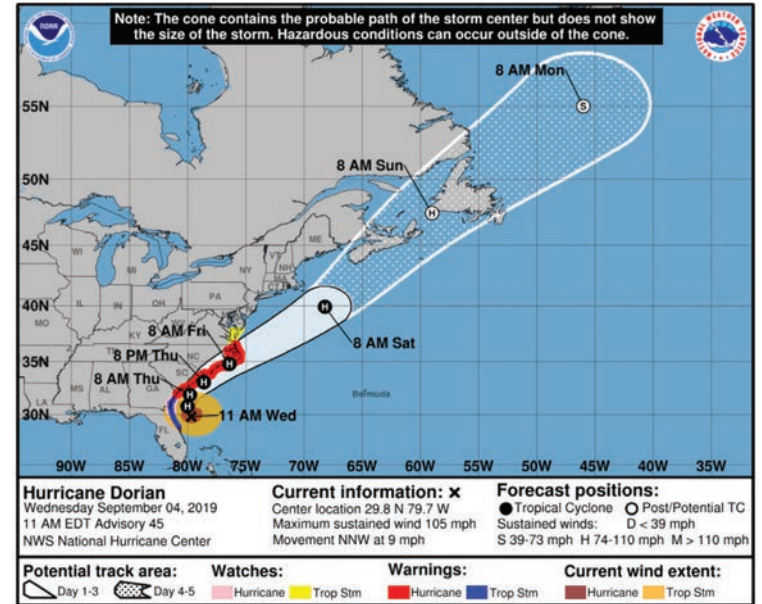 Note: The cone contains the probable path of the storm center but does not show
the size of the storm. Hazardous conditions can occur outside of the cone.
NOAA
NATIONAL WEATHER SERVICE
8 AM Mon
55N
S
8 AM Sun
50N
H
45N
ME
WI
VT
NH
MI
NY
MA
CT
40N
PA
H
IL
IN
OH
MO
8 AM Fri
8 AM Sat
KY
35N
H
TN
NC
8 PM Thu
H
SC
8 AM Thu
MS
AL
GA
H
Bermuda
LA
30N
H
11 AM Wed
FL
90W 85W 80W 75W 70W 65W 60W 55W 50W 45W 40W 35W
Hurricane Dorian
Wednesday September 04, 2019
11 AM EDT Advisory 45
NWS National Hurricane Center
Current information: ×
Center location 29.8 N 79.7 W
Maximum sustained wind 105 mph
Movement NNW at 9 mph
Forecast positions:
Tropical Cyclone Post/Potential TC
Sustained winds: D < 39 mph
S 39-73 mph H 74-110 mph M > 110 mph
Potential track area:
Day 1-3 Day 4-5
Watches:
Hurricane Trop Stm
Warnings:
Hurricane Trop Stm
Current wind extent:
Hurricane Trop Stm